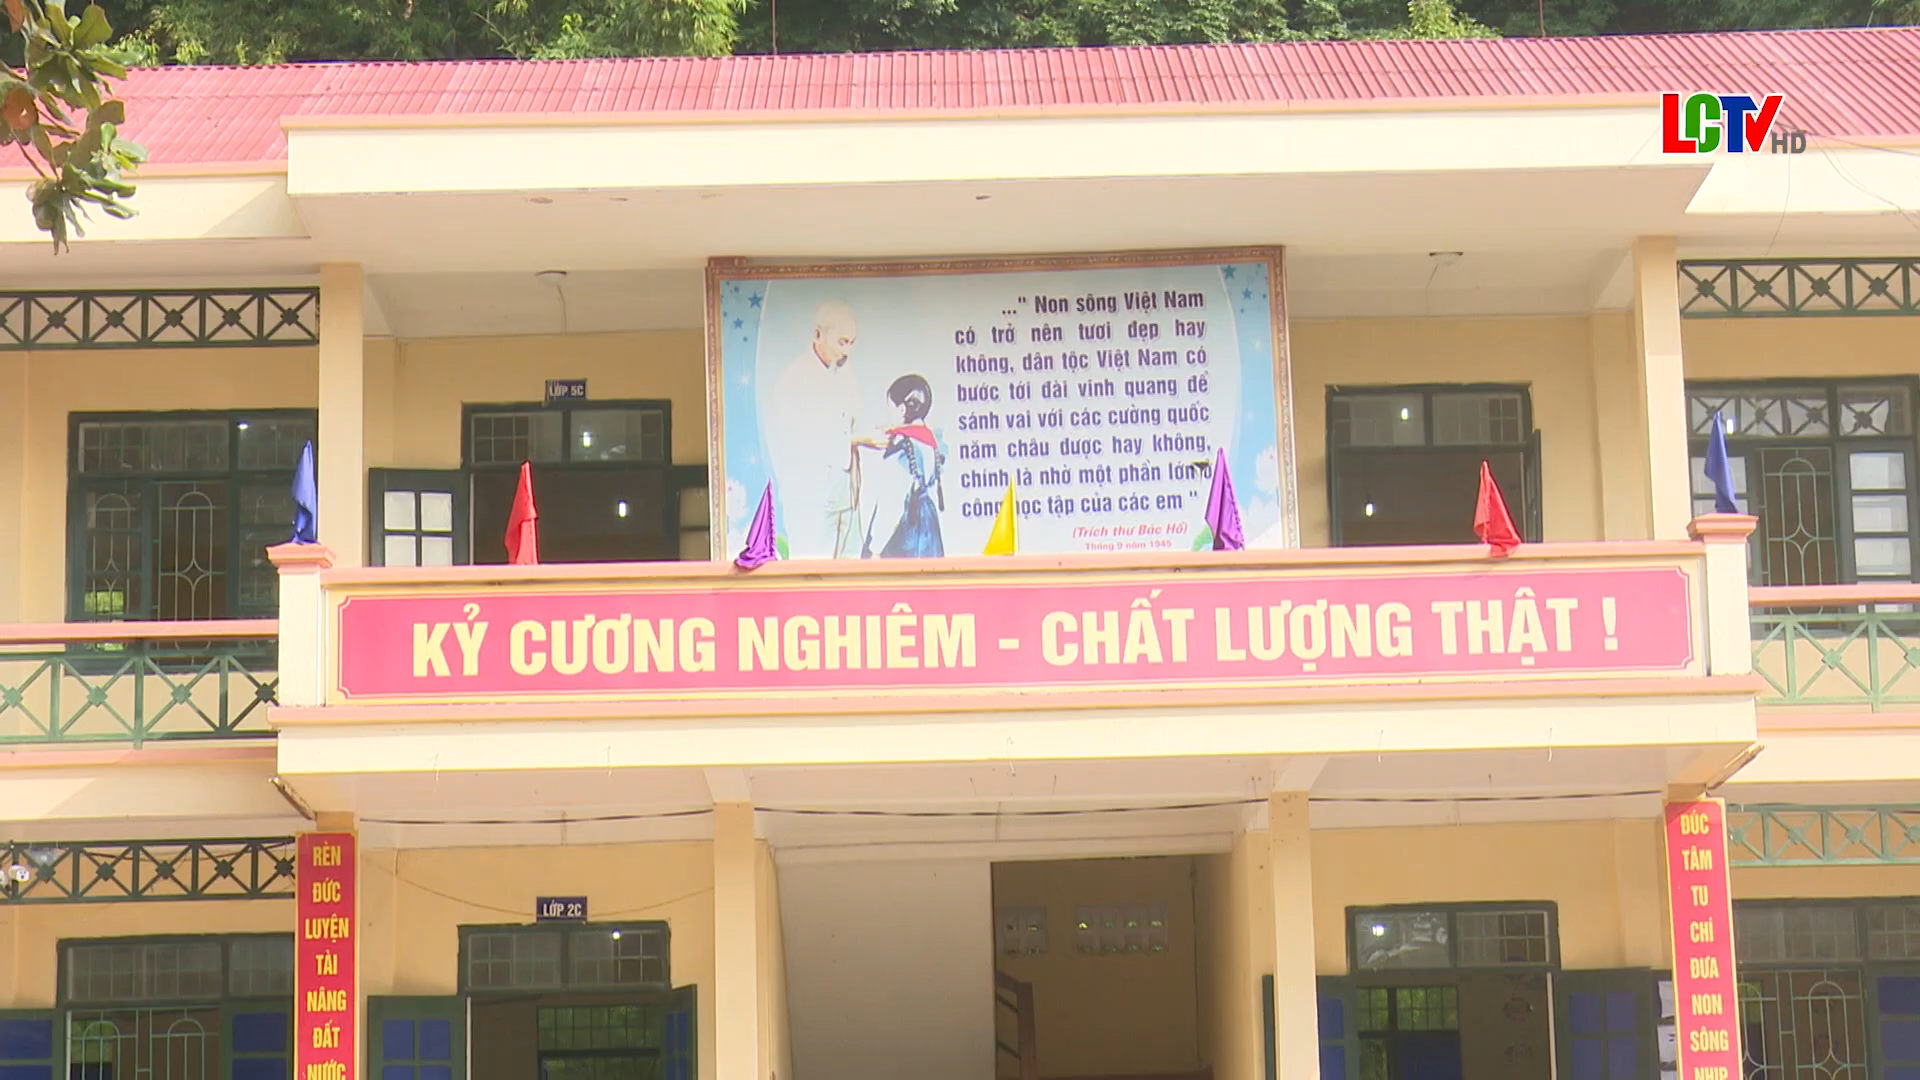 LCTV HD
..." Non sông Việt Nam
có trở nên tươi đẹp hay
không, dân tộc Việt Nam có
bước tới đài vinh quang để
sánh vai với các cường quốc
năm châu được hay không,
chính là nhờ một phần lớn ở
công học tập của các em "
(Trích thư Bác Hồ)
Tháng 9 năm 1945
LỚP 5C
KỶ CƯƠNG NGHIÊM - CHẤT LƯỢNG THẬT !
LỚP 2C
RÈN
ĐỨC
LUYỆN
TÀI
NÂNG
ĐẤT
NƯỚC
ĐÚC
TÂM
TU
CHÍ
ĐƯA
NON
SÔNG
NHỊP